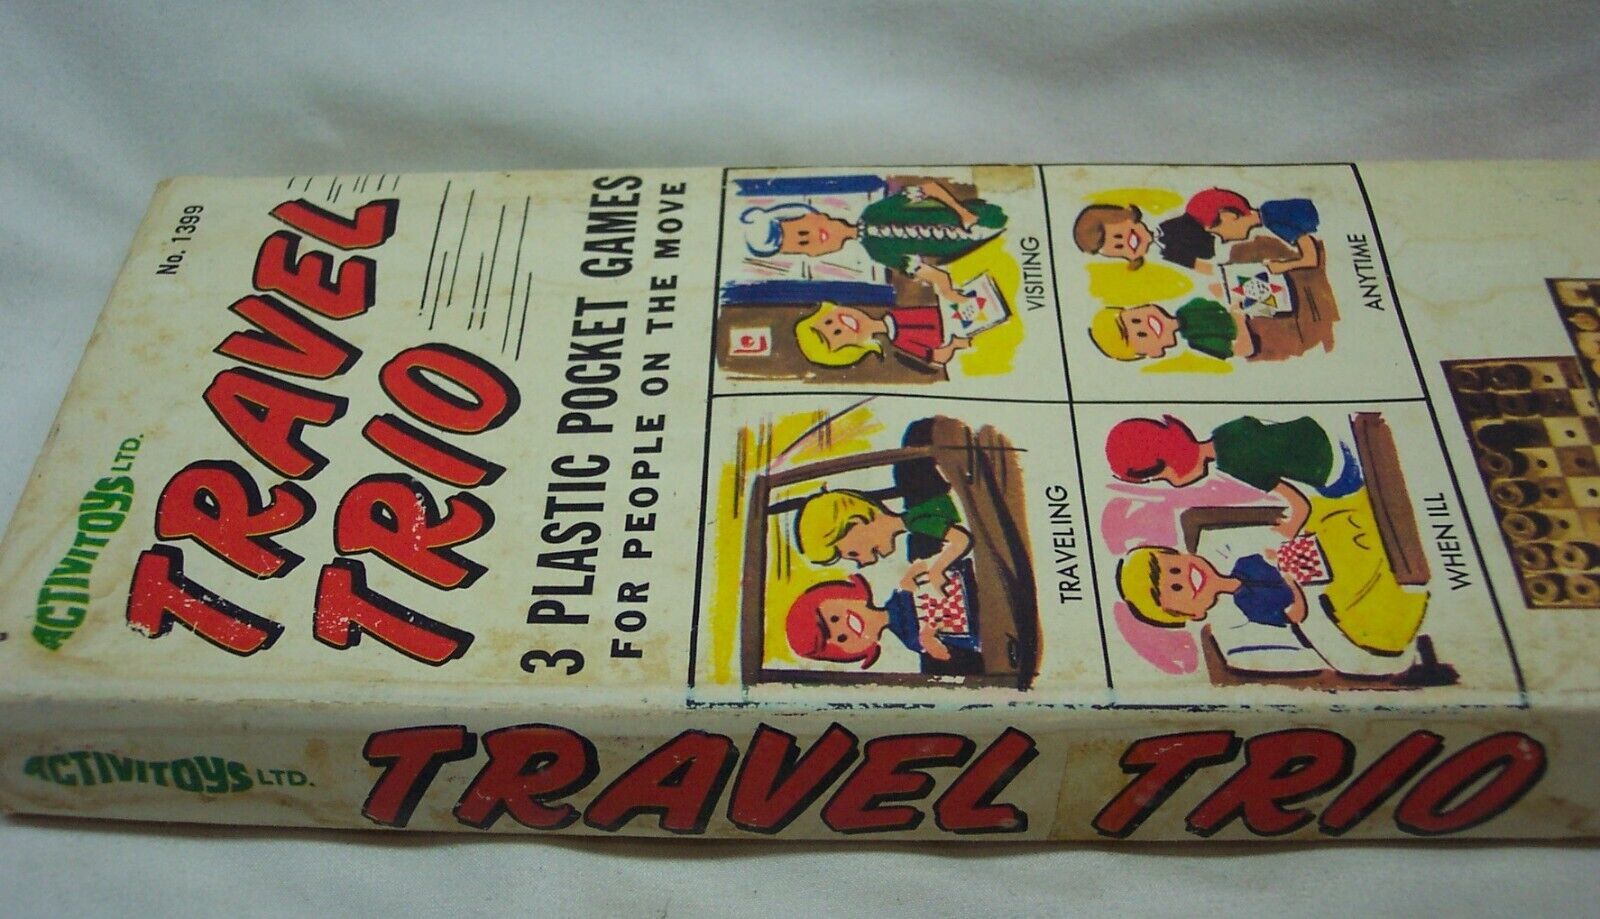 ACTIVITOYS LTD.
No. 1399
TRAVEL
TRIO
3 PLASTIC POCKET GAMES
FOR PEOPLE ON THE MOVE
TRAVELING
VISITING
WHEN ILL
ANYTIME
ACTIVITOYS LTD.
TRAVEL TRIO